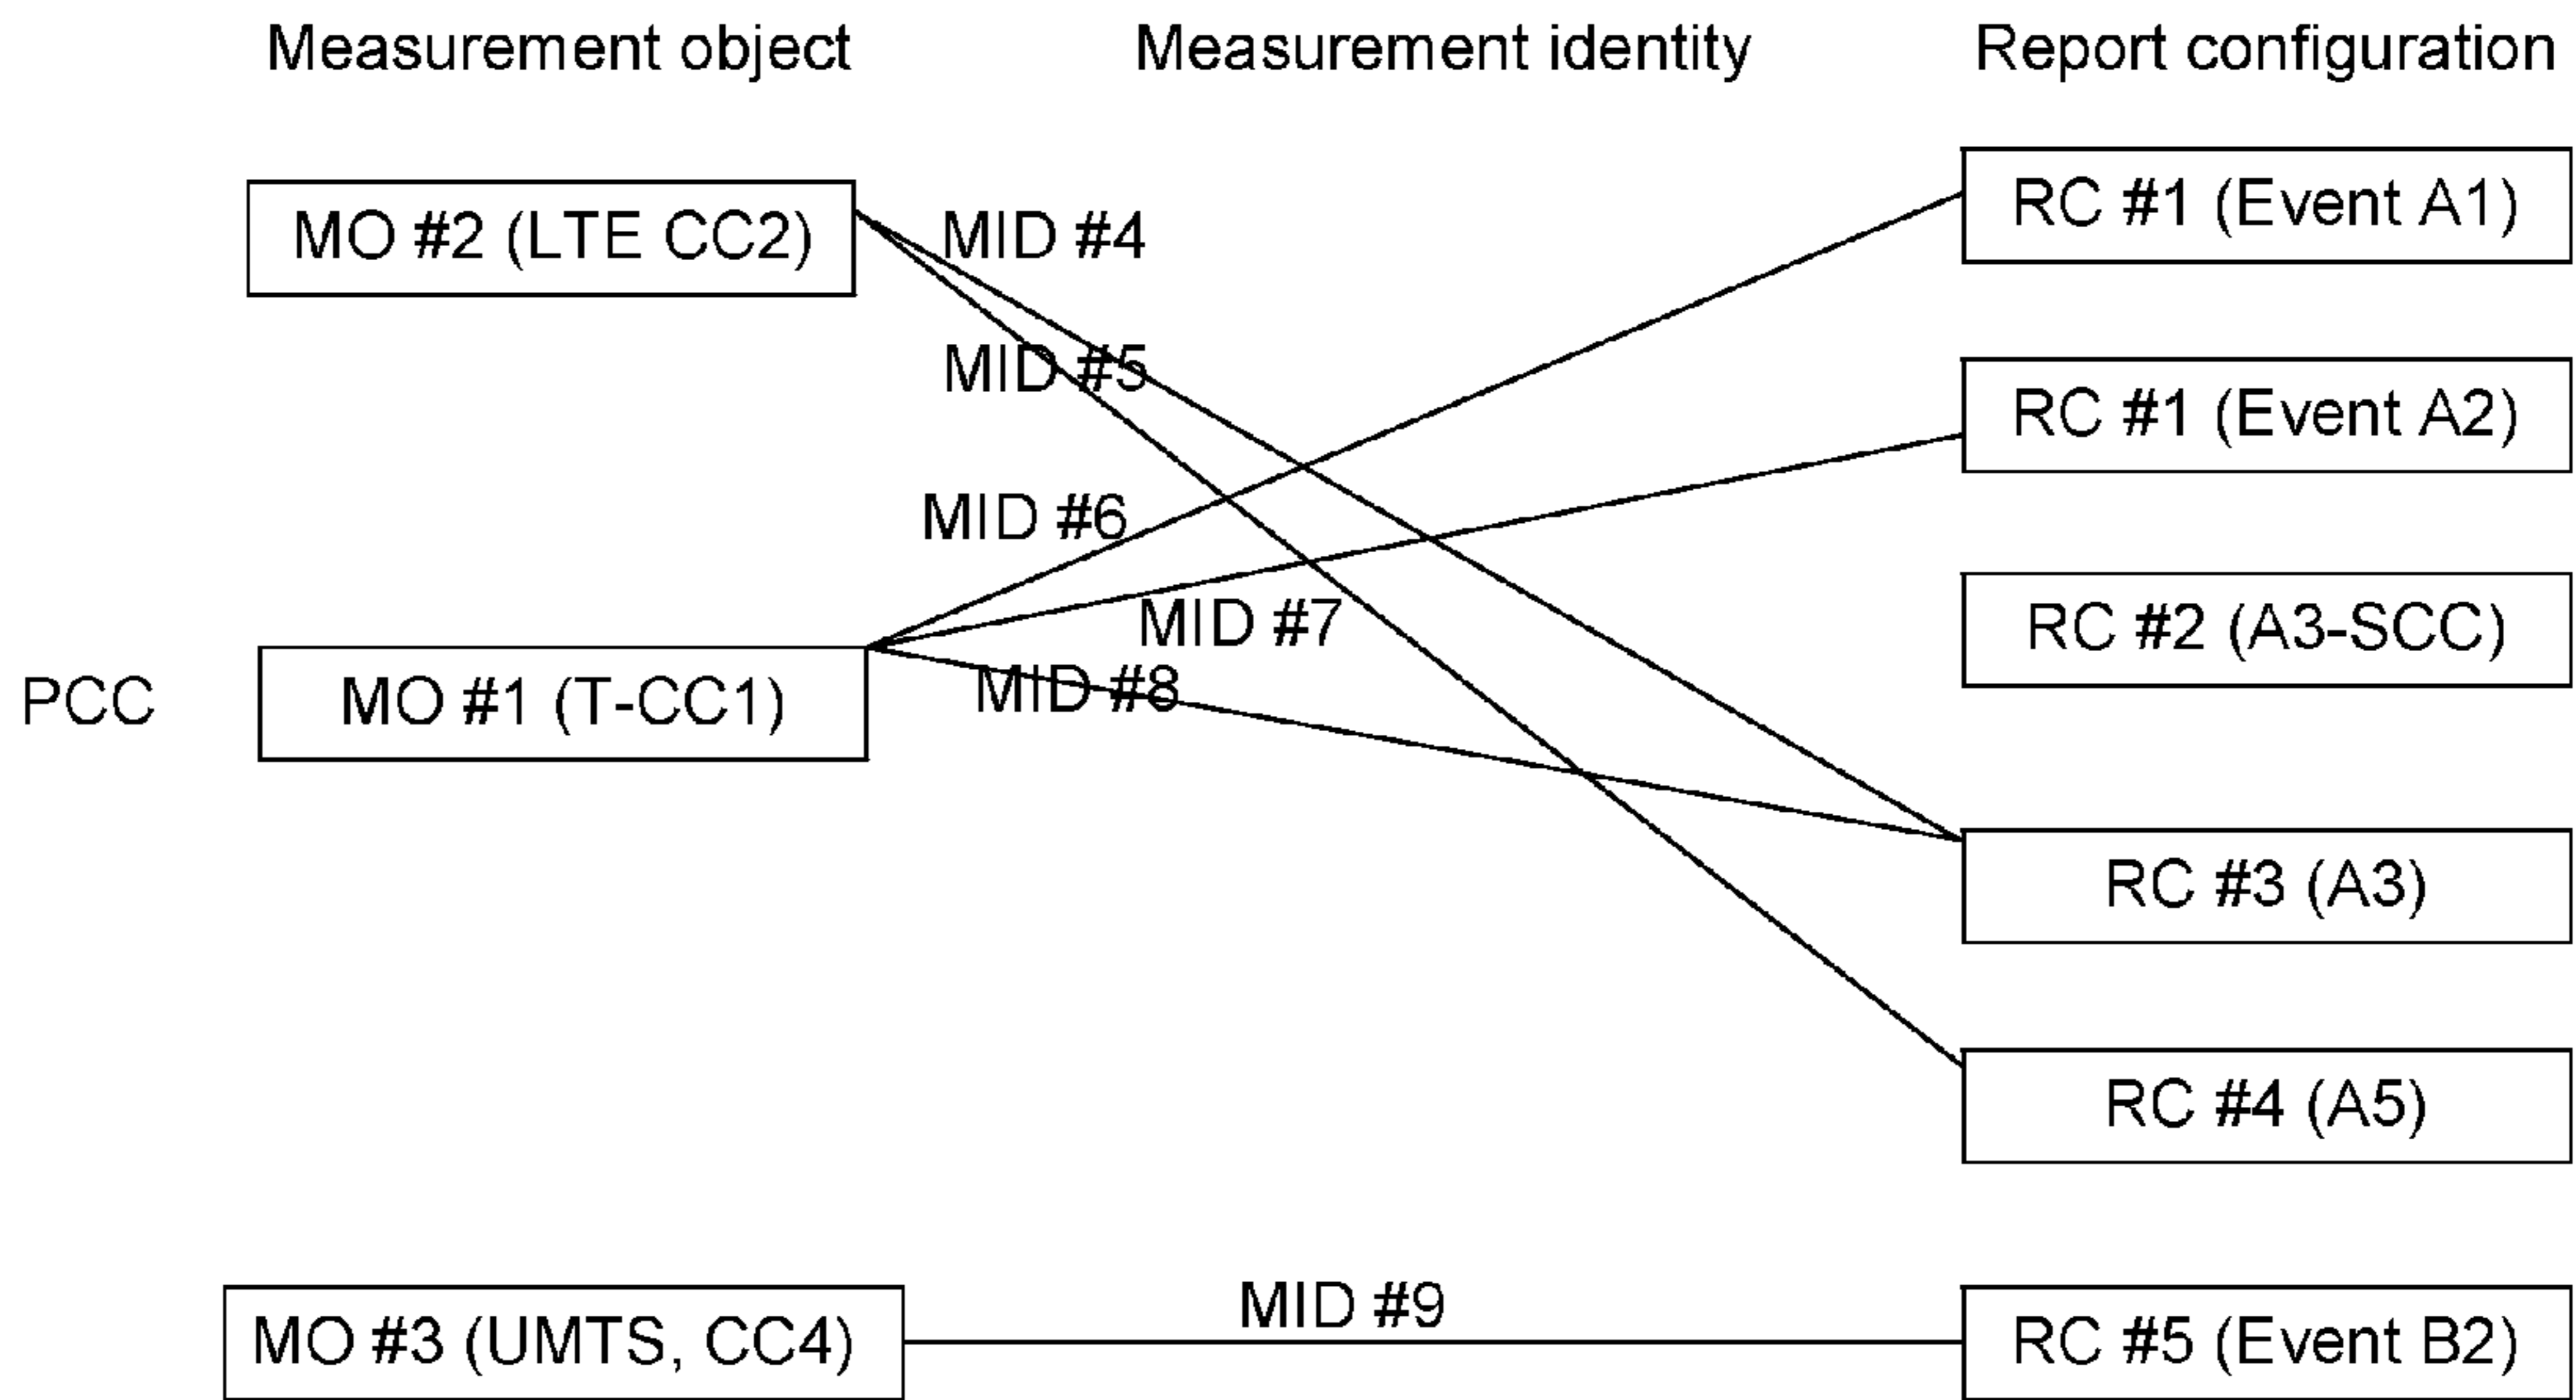 Measurement object
Measurement identity
Report configuration
MO #2 (LTE CC2)
MID #4
RC #1 (Event A1)
MID #5
RC #1 (Event A2)
MID #6
MID #7
RC #2 (A3-SCC)
PCC
MO #1 (T-CC1)
MID #8
RC #3 (A3)
RC #4 (A5)
MO #3 (UMTS, CC4)
MID #9
RC #5 (Event B2)